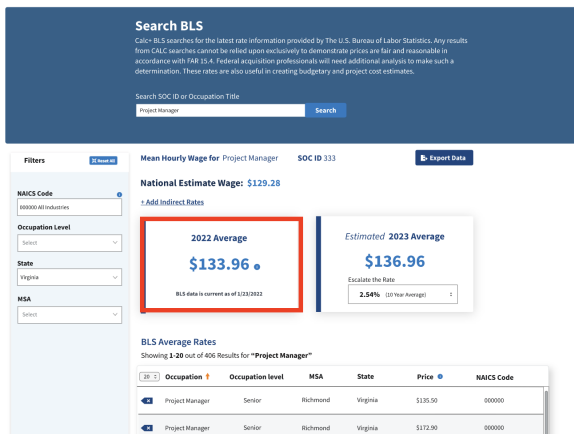 Search BLS
Calc+ BLS searches for the latest rate information provided by The U.S. Bureau of Labor Statistics. Any results
from CALC searches cannot be relied upon exclusively to demonstrate prices are fair and reasonable in
accordance with FAR 15.4. Federal acquisition professionals will need additional analysis to make such a
determination. These rates are also useful in creating budgetary and project cost estimates.
Search SOC ID or Occupation Title
Project Manager
Search
Filters
Reset All
NAICS Code
000000 All Industries
Occupation Level
Select
State
Virginia
MSA
Select
Mean Hourly Wage for Project Manager SOC ID 333
Export Data
National Estimate Wage: $129.28
+ Add Indirect Rates
2022 Average
$133.96
BLS data is current as of 1/23/2022
Estimated 2023 Average
$136.96
Escalate the Rate
2.54% (10 Year Average)
BLS Average Rates
Showing 1-20 out of 406 Results for “Project Manager”
20 Occupation Occupation level MSA State Price NAICS Code
Project Manager Senior Richmond Virginia $135.50 000000
Project Manager Senior Richmond Virginia $172.90 000000